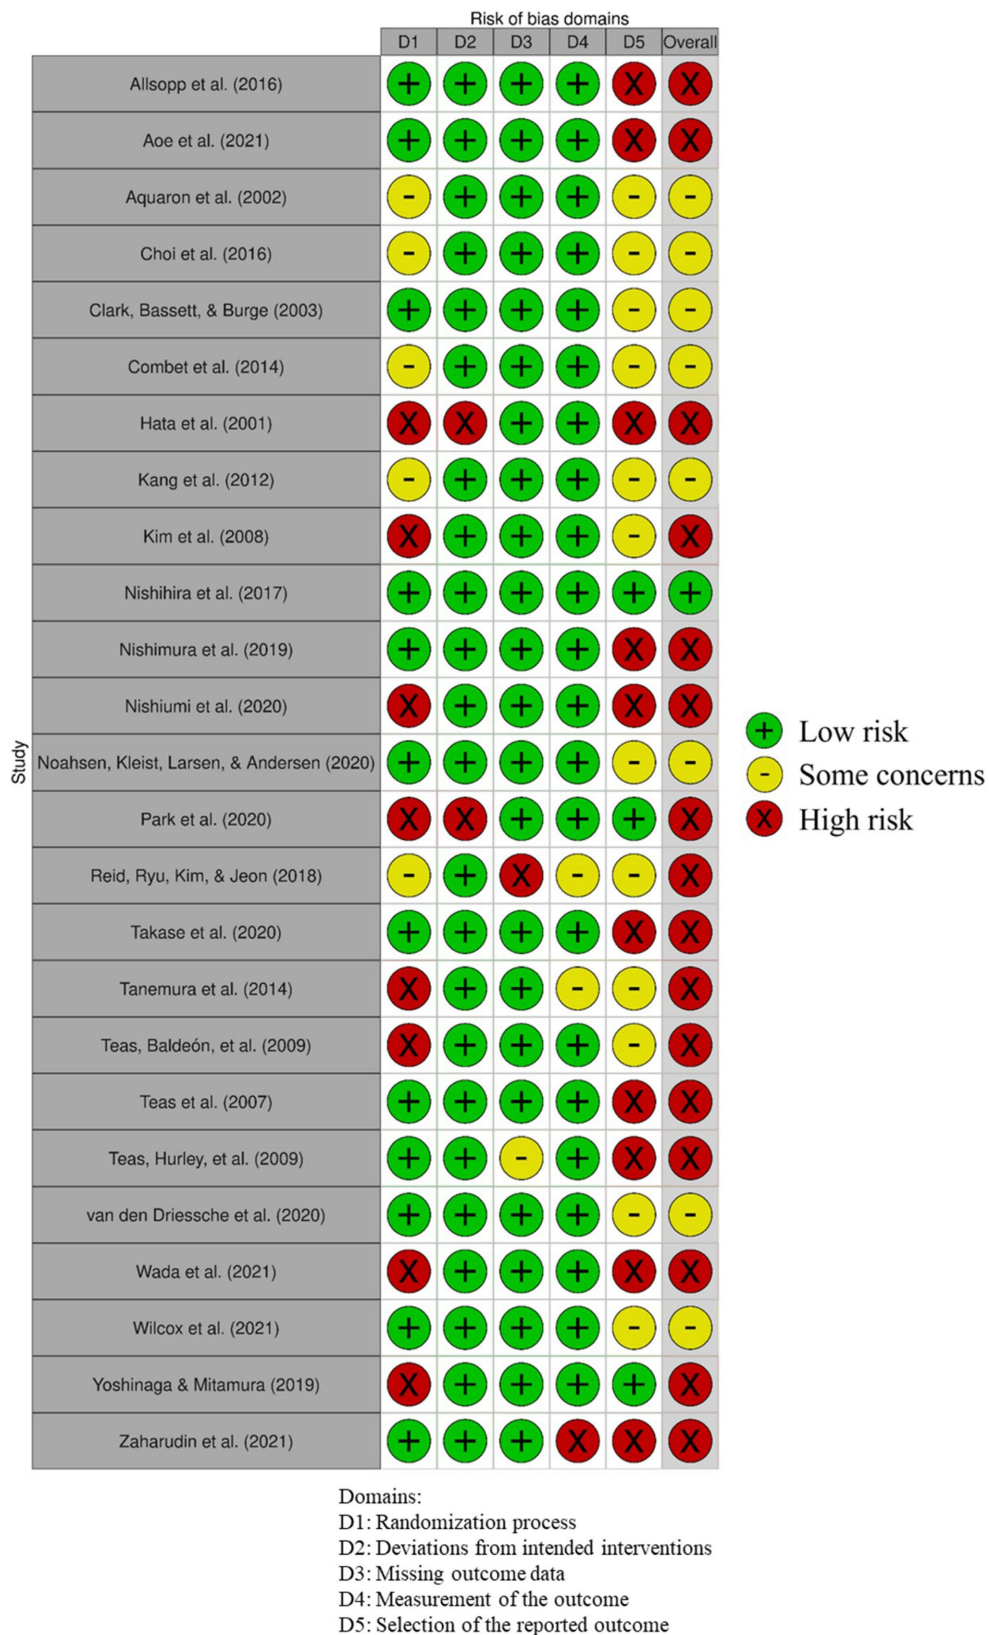 Risk of bias domains
D1 D2 D3 D4 D5 Overall
Allsopp et al. (2016) + + + + X X
Aoe et al. (2021) + + + + X X
Aquaron et al. (2002) - + + + - -
Choi et al. (2016) - + + + - -
Clark, Bassett, & Burge (2003) + + + + - -
Combet et al. (2014) - + + + - -
Hata et al. (2001) X X + + X X
Kang et al. (2012) - + + + - -
Kim et al. (2008) X + + + - X
Nishihira et al. (2017) + + + + + +
Nishimura et al. (2019) + + + + X X
Nishiumi et al. (2020) X + + + X X
Noahsen, Kleist, Larsen, & Andersen (2020) + + + + - -
Park et al. (2020) X X + + + X
Reid, Ryu, Kim, & Jeon (2018) - + X - - X
Takase et al. (2020) + + + + X X
Tanemura et al. (2014) X + + - - X
Teas, Baldeón, et al. (2009) X + + + - X
Teas et al. (2007) + + + + X X
Teas, Hurley, et al. (2009) + + - + X X
van den Driessche et al. (2020) + + + + - -
Wada et al. (2021) X + + + X X
Wilcox et al. (2021) + + + + - -
Yoshinaga & Mitamura (2019) X + + + + X
Zaharudin et al. (2021) + + + X X X
Study
+ Low risk
- Some concerns
X High risk
Domains:
D1: Randomization process
D2: Deviations from intended interventions
D3: Missing outcome data
D4: Measurement of the outcome
D5: Selection of the reported outcome